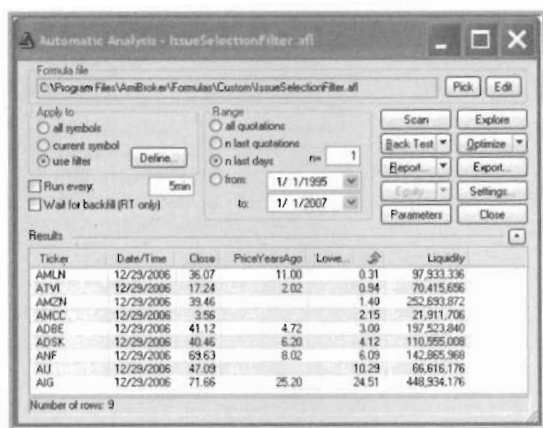 Automatic Analysis - IssueSelectionFilter.afl
Formula file
C:\Program Files\AmiBroker\Formulas\Custom\IssueSelectionFilter.afl Pick Edit
Apply to Range
all symbols all quotations Scan Explore
current symbol n last quotations Back Test Optimize
use filter Define... n last days n= 1 Report... Export...
Run every: 5min from: 1/ 1/1995 Equity Settings...
Wait for backfill (RT only) to: 1/ 1/2007 Parameters Close
Results
Ticker Date/Time Close PriceYearsAgo Lowe... Liquidity
AMLN 12/29/2006 36.07 11.00 0.31 97,933,336
ATVI 12/29/2006 17.24 2.02 0.94 70,415,656
AMZN 12/29/2006 39.46 1.40 252,693,872
AMCC 12/29/2006 3.56 2.15 21,911,706
ADBE 12/29/2006 41.12 4.72 3.00 197,523,840
ADSK 12/29/2006 40.46 6.20 4.12 110,555,008
ANF 12/29/2006 69.63 8.02 6.09 142,865,968
AU 12/29/2006 47.09 10.29 66,616,176
AIG 12/29/2006 71.66 25.20 24.51 448,934,176
Number of rows: 9